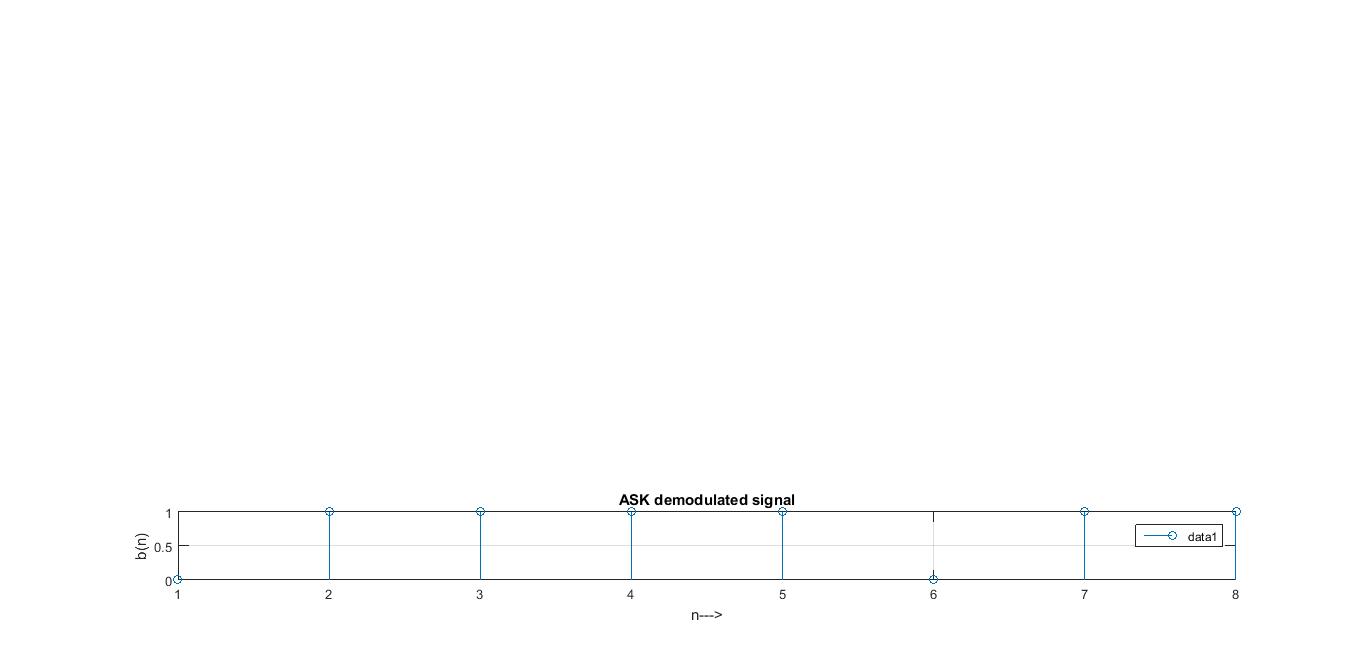 ASK demodulated signal
b(n)
1
0.5
0
data1
1 2 3 4 5 6 7 8
n--->